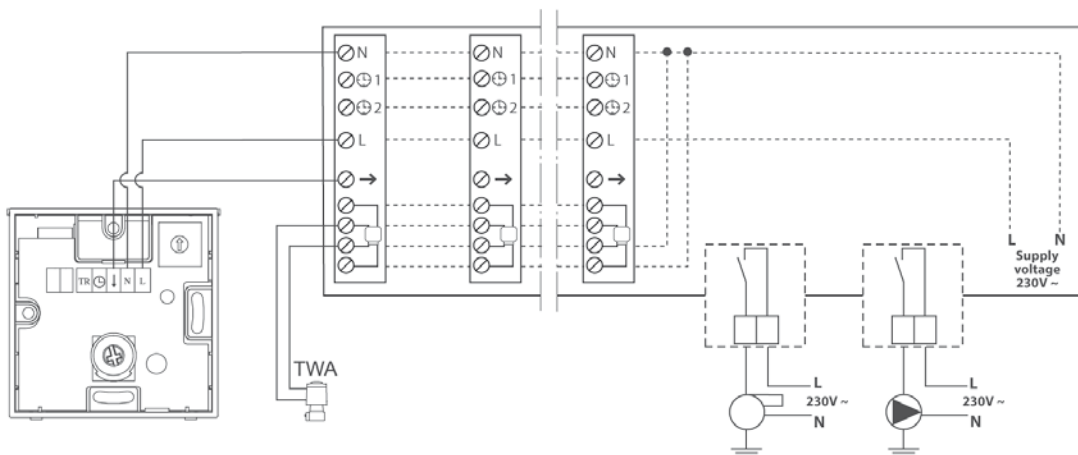 N N N
1 1 1
2 2 2
L L L
→ → →
TR ↓ N L
L N
Supply
voltage
230V ~
TWA
L
230V ~
N
L
230V ~
N